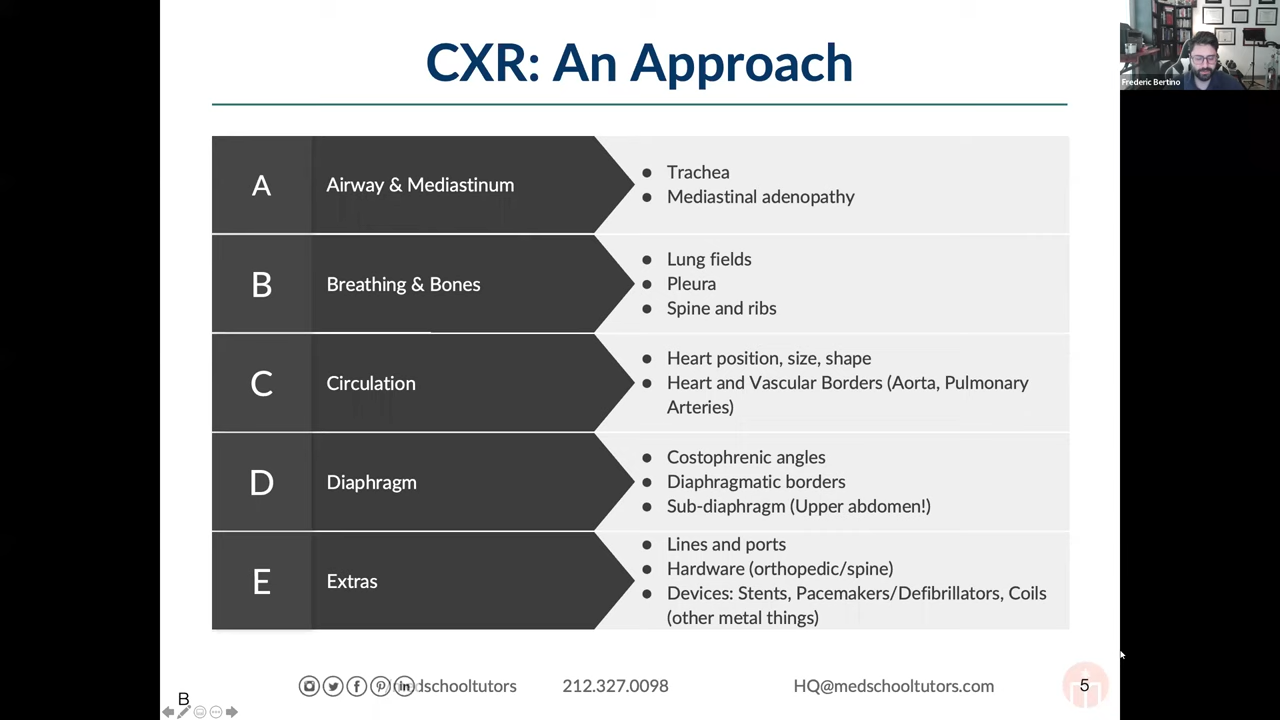 CXR: An Approach
Frederic Bertino
A
Airway & Mediastinum
● Trachea
● Mediastinal adenopathy
B
Breathing & Bones
● Lung fields
● Pleura
● Spine and ribs
C
Circulation
● Heart position, size, shape
● Heart and Vascular Borders (Aorta, Pulmonary
Arteries)
D
Diaphragm
● Costophrenic angles
● Diaphragmatic borders
● Sub-diaphragm (Upper abdomen!)
E
Extras
● Lines and ports
● Hardware (orthopedic/spine)
● Devices: Stents, Pacemakers/Defibrillators, Coils
(other metal things)
B
212.327.0098
HQ@medschooltutors.com
5